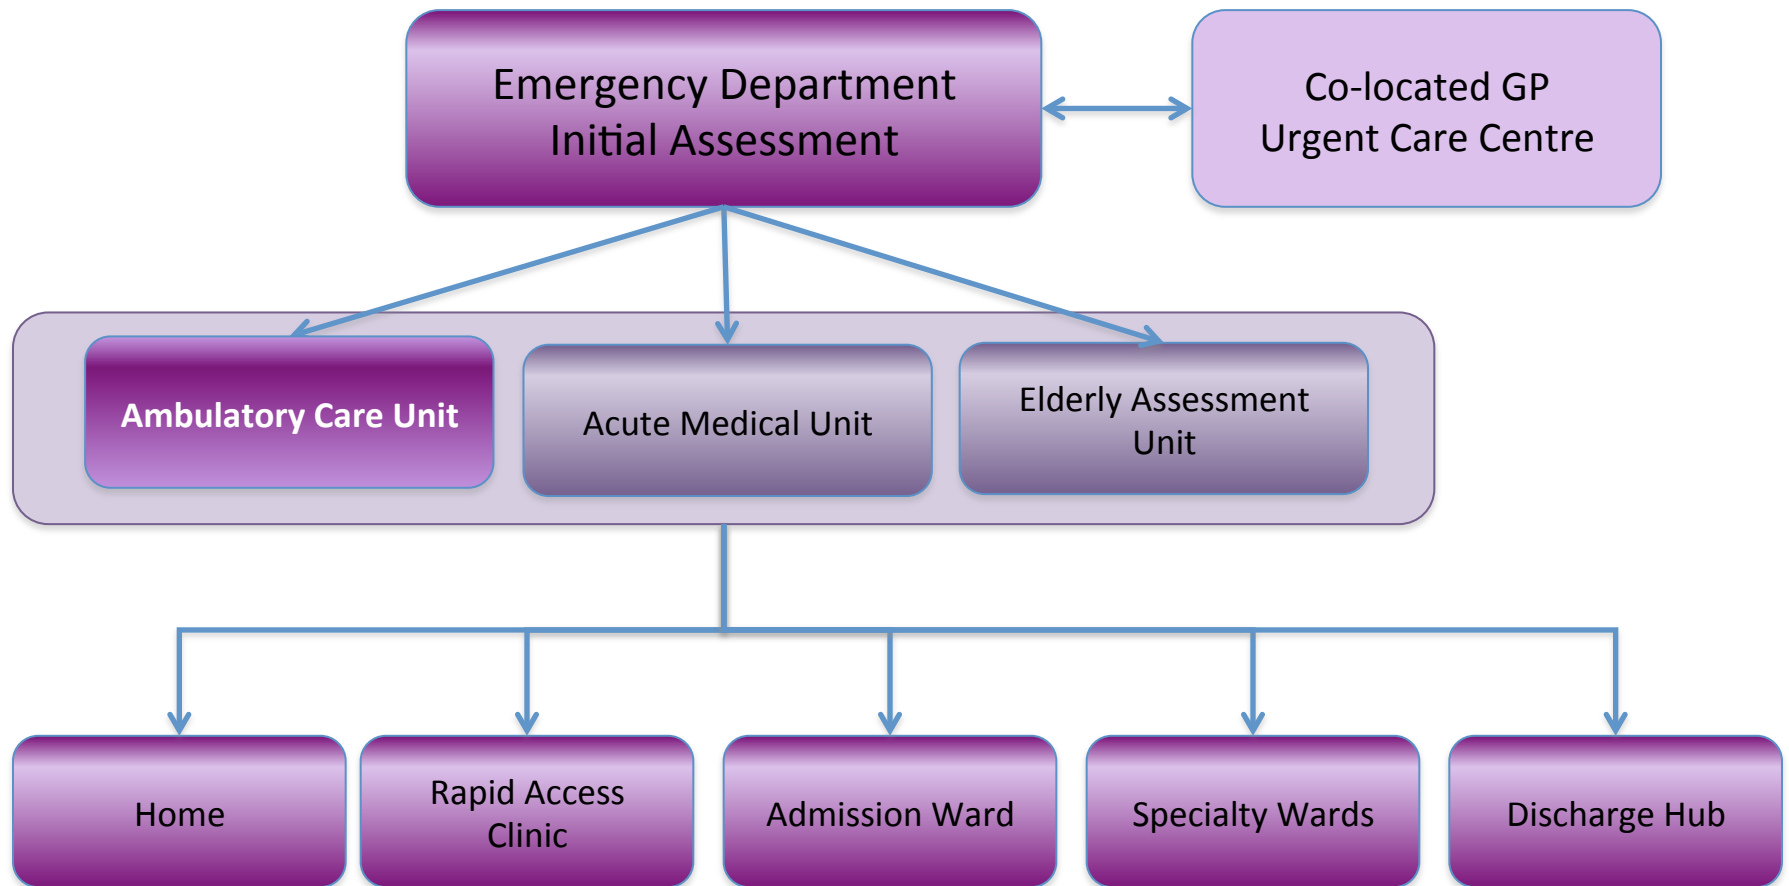 Emergency Department
Initial Assessment
Co-located GP
Urgent Care Centre
Ambulatory Care Unit
Acute Medical Unit
Elderly Assessment
Unit
Home
Rapid Access
Clinic
Admission Ward
Specialty Wards
Discharge Hub